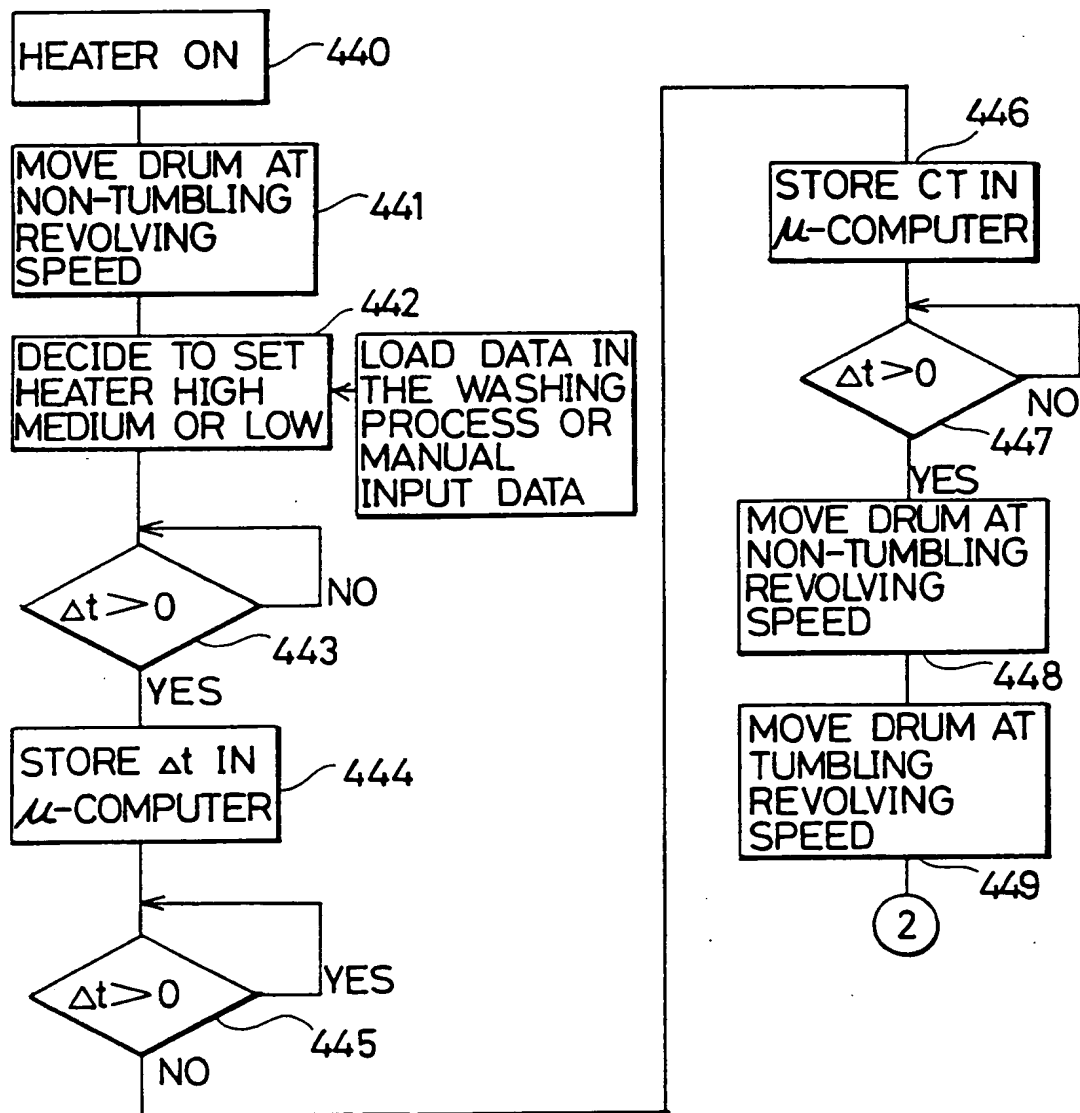 HEATER ON
440
MOVE DRUM AT
NON-TUMBLING
REVOLVING
SPEED
441
442
DECIDE TO SET
HEATER HIGH
MEDIUM OR LOW
LOAD DATA IN
THE WASHING
PROCESS OR
MANUAL
INPUT DATA
Δt>0
NO
443
YES
STORE Δt IN
μ-COMPUTER
444
Δt>0
YES
445
NO
446
STORE CT IN
μ-COMPUTER
Δt>0
NO
447
YES
MOVE DRUM AT
NON-TUMBLING
REVOLVING
SPEED
448
MOVE DRUM AT
TUMBLING
REVOLVING
SPEED
449
2